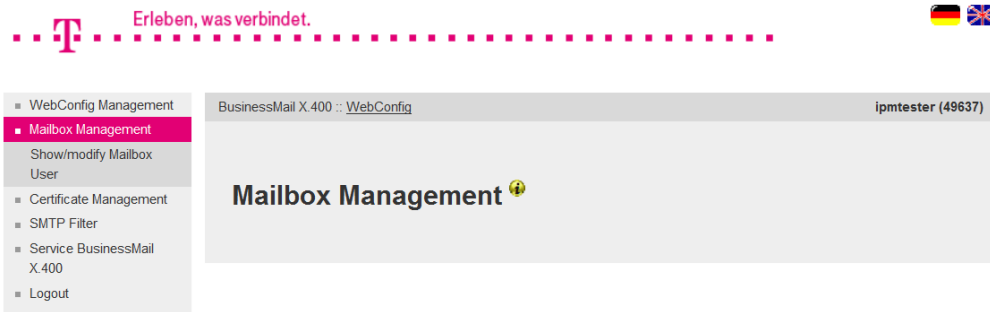 Erleben, was verbindet.
T
WebConfig Management
Mailbox Management
Show/modify Mailbox
User
Certificate Management
SMTP Filter
Service BusinessMail
X.400
Logout
BusinessMail X.400 :: WebConfig
ipmtester (49637)
Mailbox Management